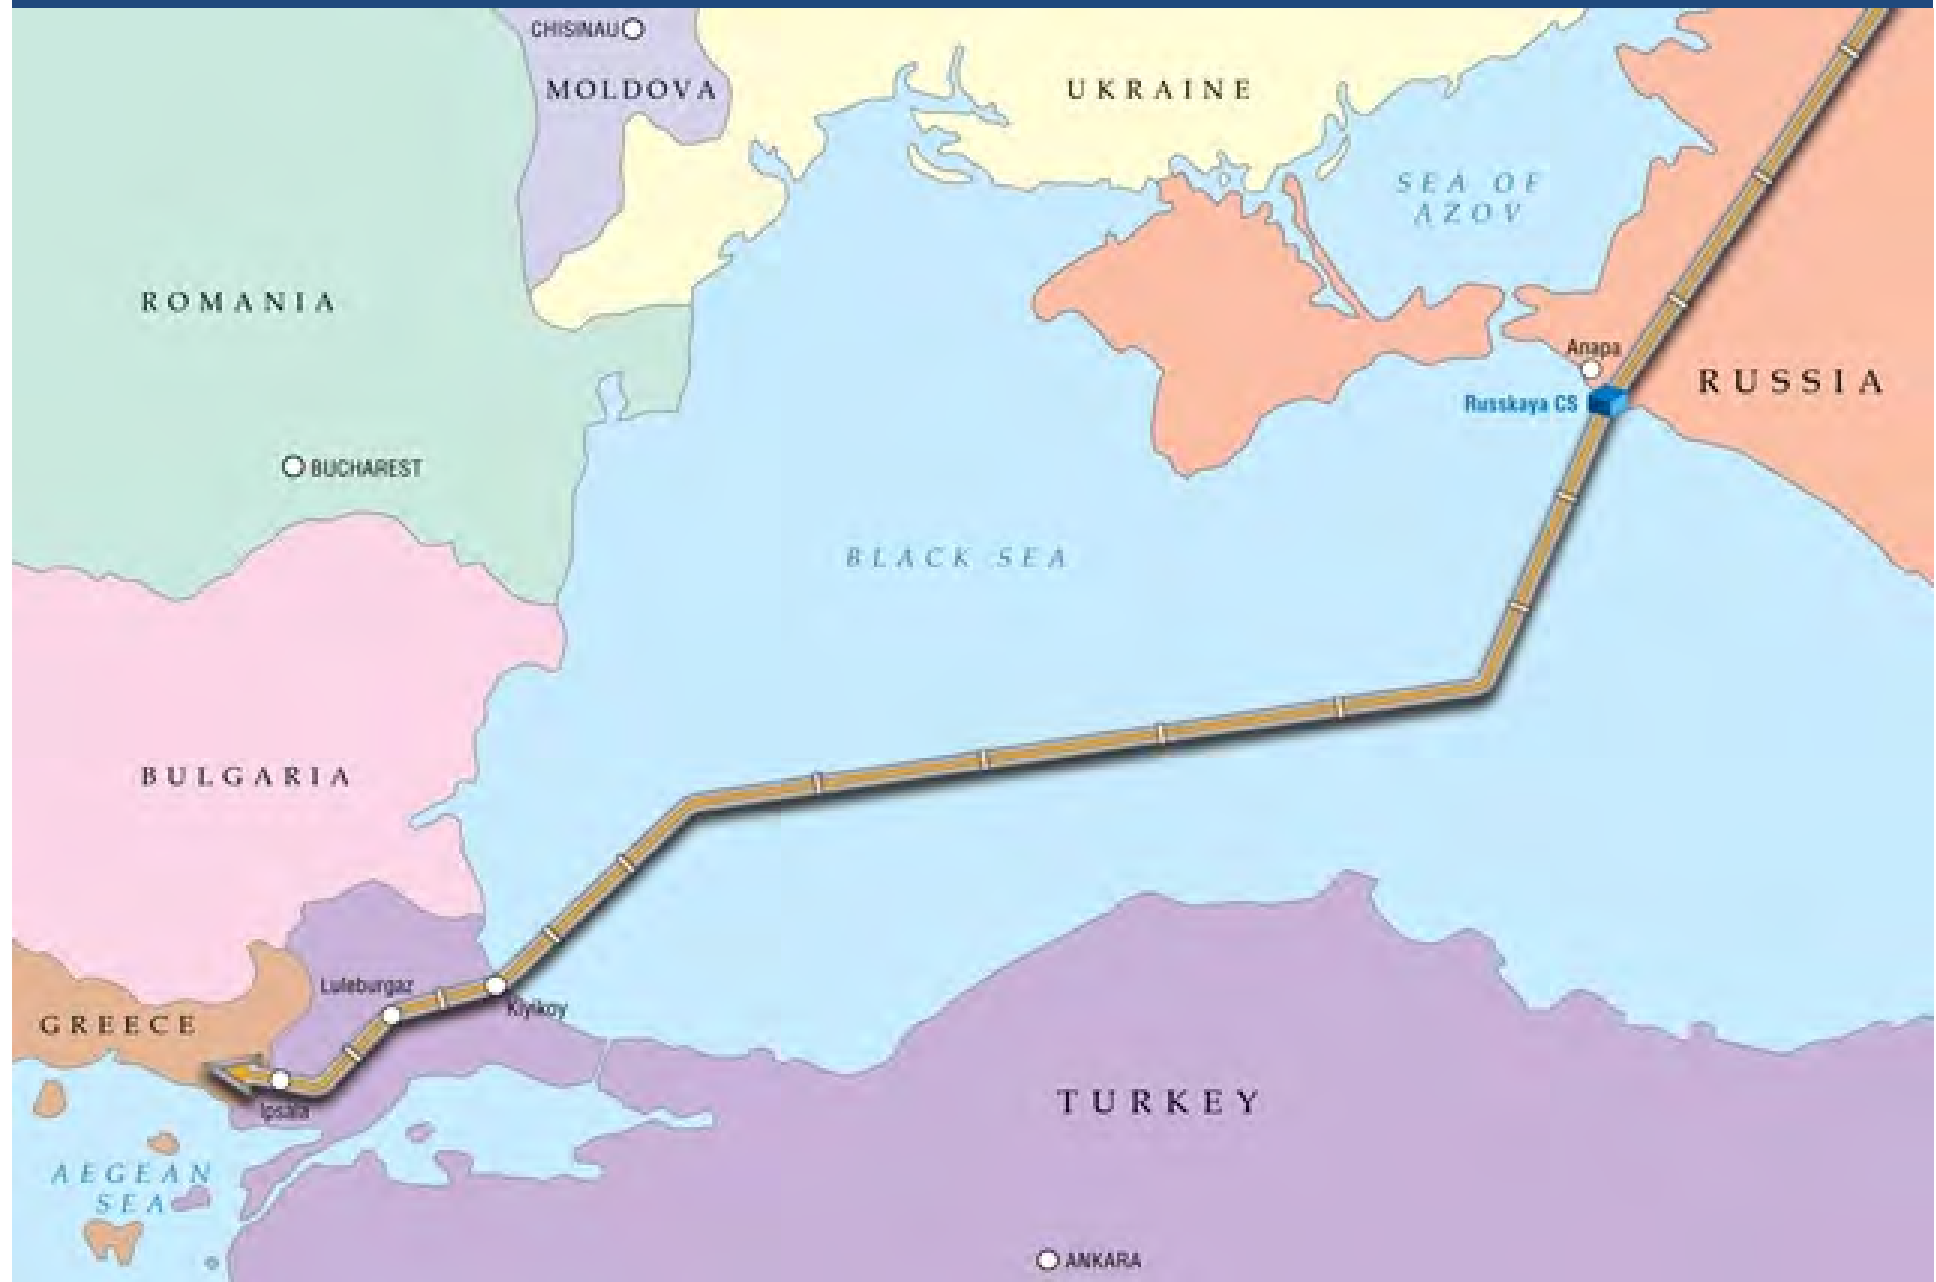 CHISINAU
MOLDOVA
UKRAINE
SEA OF
AZOV
ROMANIA
Anapa
RUSSIA
Russkaya CS
BUCHAREST
BLACK SEA
BULGARIA
Luleburgaz
Kiyikoy
GREECE
Ipsala
TURKEY
AEGEAN
SEA
ANKARA